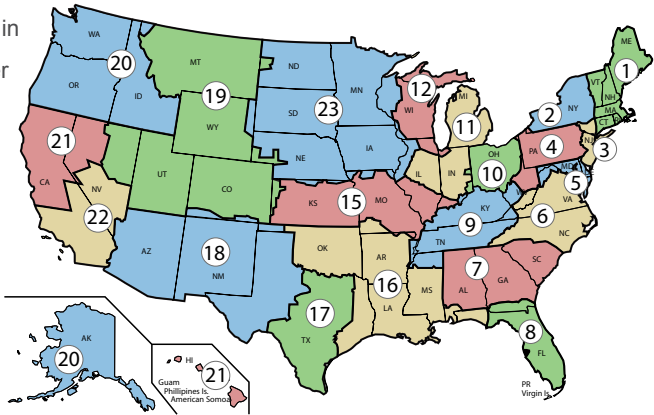 in
er
WA
OR
20
ID
MT
19
WY
ND
MN
SD
23
NE
IA
12
WI
MI
11
ME
1
VT
NH
MA
CT
2
NY
NJ
3
PA
4
OH
10
MD
5
IL
IN
VA
6
NC
KY
9
TN
21
CA
NV
22
UT
CO
KS
15
MO
AZ
18
NM
OK
AR
16
LA
MS
7
AL
GA
SC
17
TX
8
FL
PR
Virgin Is.
AK
20
HI
21
Guam
Phillipines Is.
American Somoa